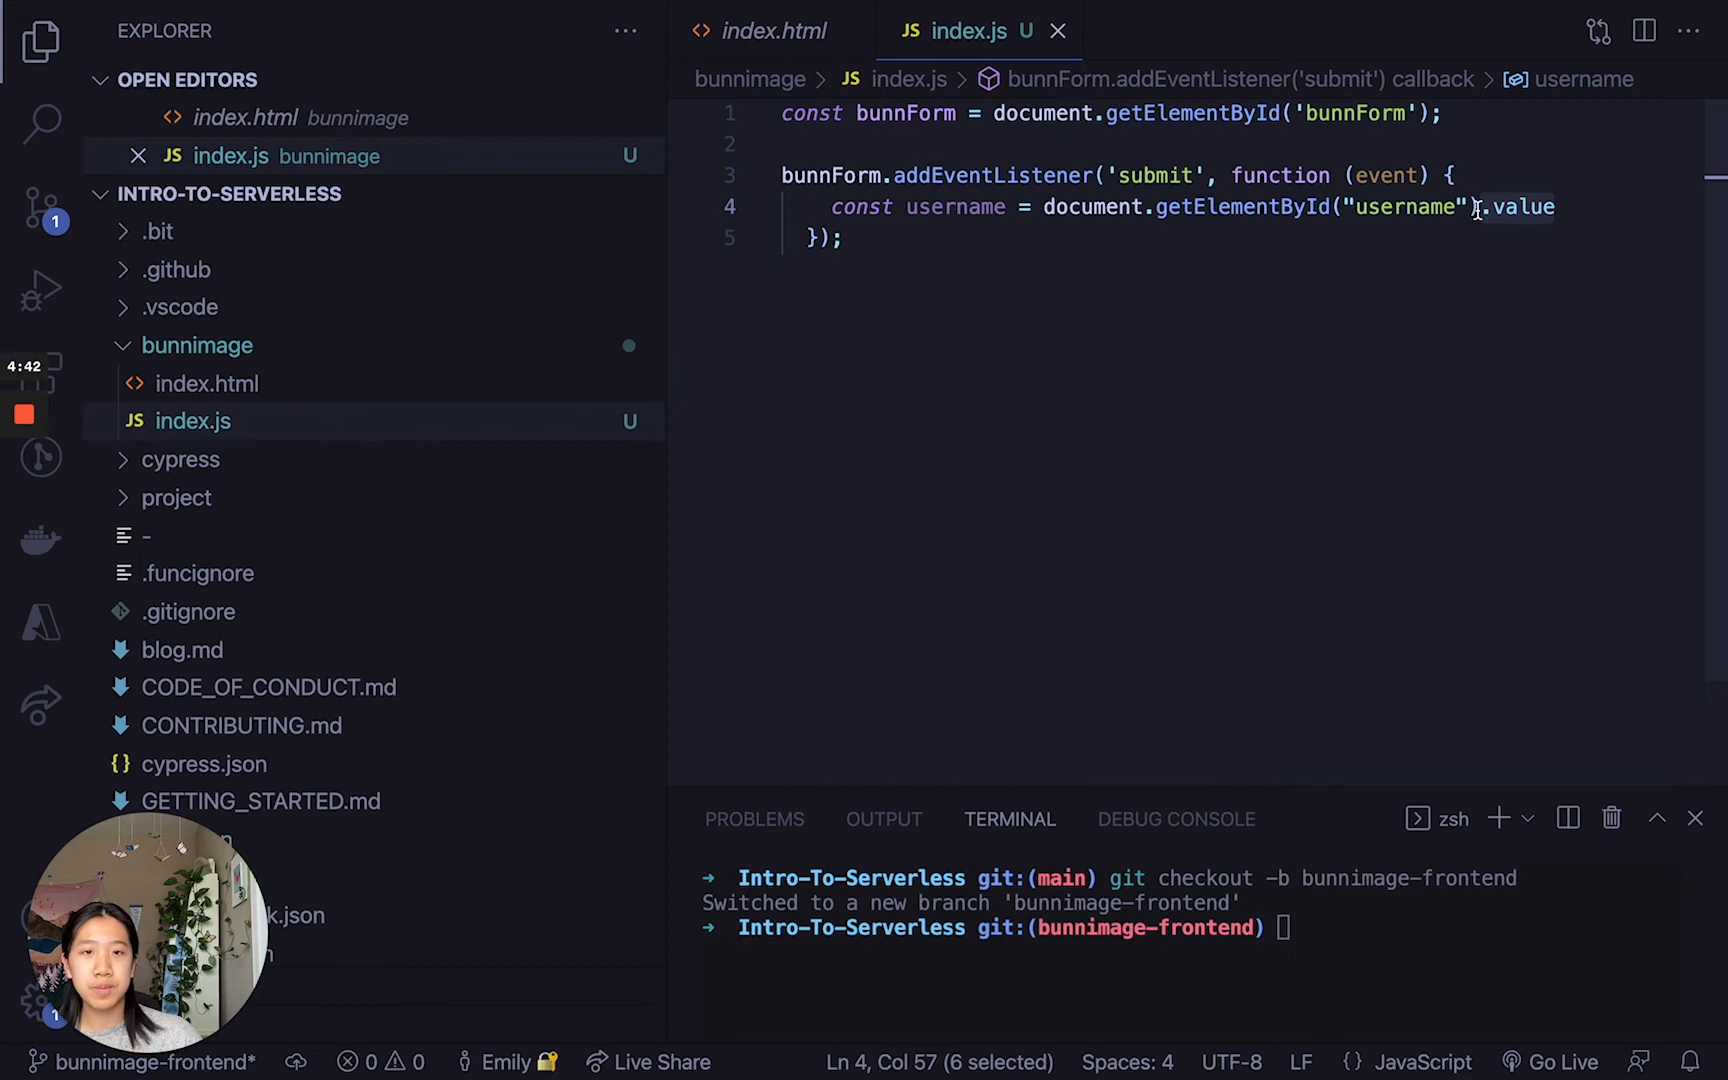 EXPLORER
OPEN EDITORS
index.html bunnimage
JS index.js bunnimage U
INTRO-TO-SERVERLESS
.bit
1
.github
.vscode
bunnimage
4:42
index.html
JS index.js U
cypress
project
-
.funcignore
.gitignore
blog.md
CODE_OF_CONDUCT.md
CONTRIBUTING.md
{} cypress.json
GETTING_STARTED.md
k.json
1
index.html
JS index.js U
bunnimage > JS index.js > bunnForm.addEventListener('submit') callback > username
1 const bunnForm = document.getElementById('bunnForm');
2
3 bunnForm.addEventListener('submit', function (event) {
4 const username = document.getElementById("username").value
5 });
PROBLEMS OUTPUT TERMINAL DEBUG CONSOLE zsh
→ Intro-To-Serverless git:(main) git checkout -b bunnimage-frontend
Switched to a new branch 'bunnimage-frontend'
→ Intro-To-Serverless git:(bunnimage-frontend)
bunnimage-frontend* 0 0 Emily Live Share Ln 4, Col 57 (6 selected) Spaces: 4 UTF-8 LF {} JavaScript Go Live